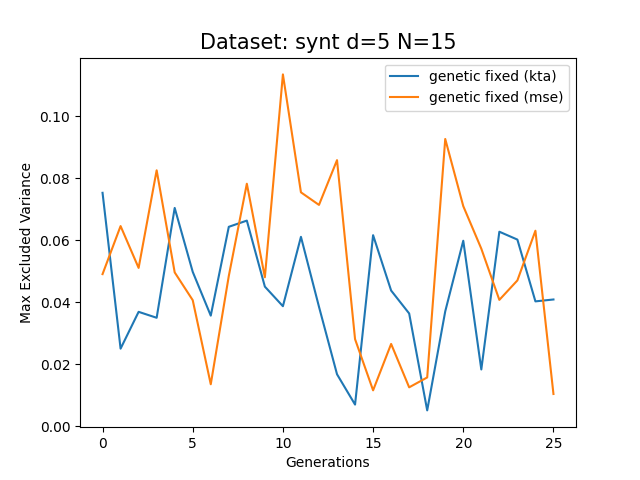 Dataset: synt d=5 N=15
genetic fixed (kta)
genetic fixed (mse)
Max Excluded Variance
0.10
0.08
0.06
0.04
0.02
0.00
0 5 10 15 20 25
Generations